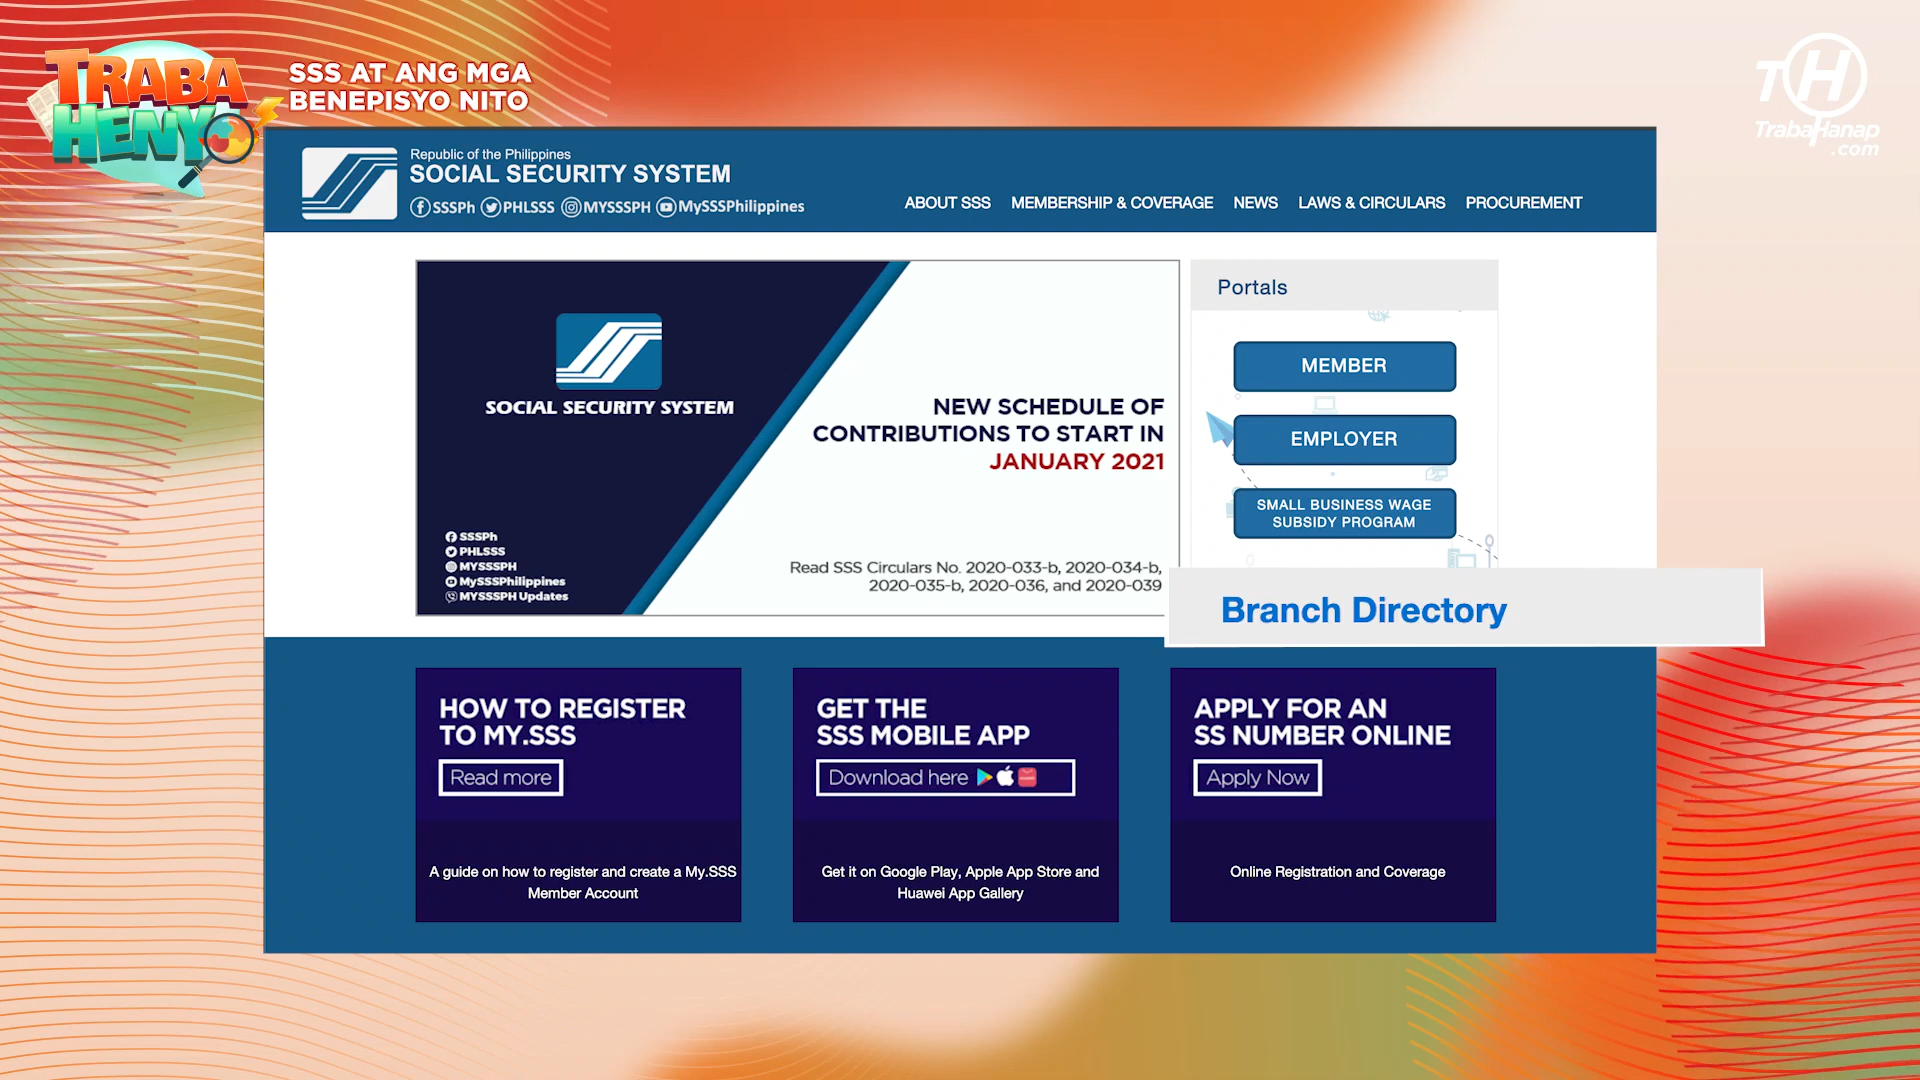 TRABA
HENYO
SSS AT ANG MGA
BENEPISYO NITO
TH
TrabaHanap
.com
Republic of the Philippines
SOCIAL SECURITY SYSTEM
SSSPh PHLSSS MYSSSPH MySSSPhilippines
ABOUT SSS MEMBERSHIP & COVERAGE NEWS LAWS & CIRCULARS PROCUREMENT
SOCIAL SECURITY SYSTEM
NEW SCHEDULE OF
CONTRIBUTIONS TO START IN
JANUARY 2021
SSSPh
PHLSSS
MYSSSPH
MySSSPhilippines
MYSSSPH Updates
Read SSS Circulars No. 2020-033-b, 2020-034-b,
2020-035-b, 2020-036, and 2020-039
Portals
MEMBER
EMPLOYER
SMALL BUSINESS WAGE
SUBSIDY PROGRAM
Branch Directory
HOW TO REGISTER
TO MY.SSS
Read more
A guide on how to register and create a My.SSS
Member Account
GET THE
SSS MOBILE APP
Download here
Get it on Google Play, Apple App Store and
Huawei App Gallery
APPLY FOR AN
SS NUMBER ONLINE
Apply Now
Online Registration and Coverage